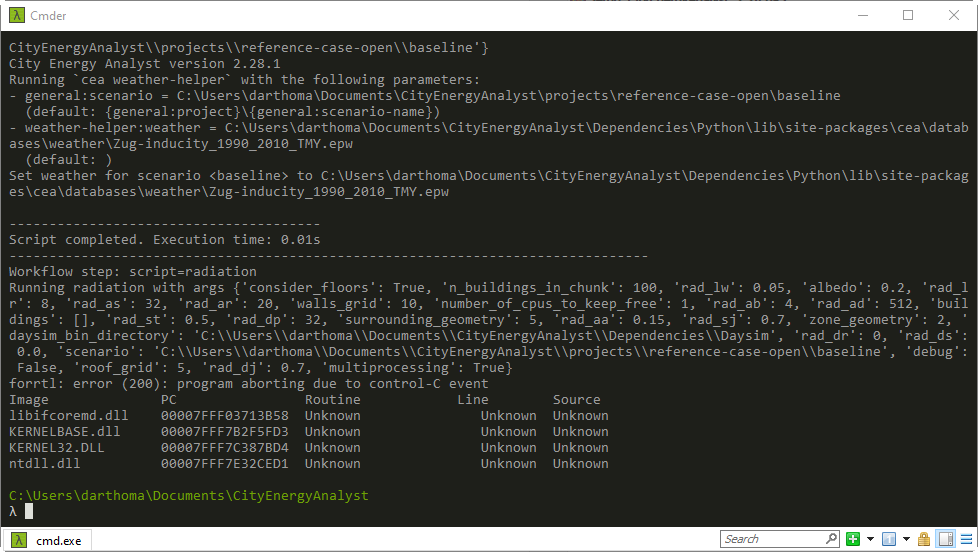 Cmder
CityEnergyAnalyst\\projects\\reference-case-open\\baseline'}
City Energy Analyst version 2.28.1
Running `cea weather-helper` with the following parameters:
- general:scenario = C:\Users\darthoma\Documents\CityEnergyAnalyst\projects\reference-case-open\baseline
  (default: {general:project}\{general:scenario-name})
- weather-helper:weather = C:\Users\darthoma\Documents\CityEnergyAnalyst\Dependencies\Python\lib\site-packages\cea\datab
ases\weather\Zug-inducity_1990_2010_TMY.epw
  (default: )
Set weather for scenario <baseline> to C:\Users\darthoma\Documents\CityEnergyAnalyst\Dependencies\Python\lib\site-packag
es\cea\databases\weather\Zug-inducity_1990_2010_TMY.epw
---------------------------------------
Script completed. Execution time: 0.01s
--------------------------------------------------------------------------------
Workflow step: script=radiation
Running radiation with args {'consider_floors': True, 'n_buildings_in_chunk': 100, 'rad_lw': 0.05, 'albedo': 0.2, 'rad_l
r': 8, 'rad_as': 32, 'rad_ar': 20, 'walls_grid': 10, 'number_of_cpus_to_keep_free': 1, 'rad_ab': 4, 'rad_ad': 512, 'buil
dings': [], 'rad_st': 0.5, 'rad_dp': 32, 'surrounding_geometry': 5, 'rad_aa': 0.15, 'rad_sj': 0.7, 'zone_geometry': 2, '
daysim_bin_directory': 'C:\\Users\\darthoma\\Documents\\CityEnergyAnalyst\\Dependencies\\Daysim', 'rad_dr': 0, 'rad_ds':
 0.0, 'scenario': 'C:\\Users\\darthoma\\Documents\\CityEnergyAnalyst\\projects\\reference-case-open\\baseline', 'debug':
 False, 'roof_grid': 5, 'rad_dj': 0.7, 'multiprocessing': True}
forrtl: error (200): program aborting due to control-C event
Image              PC                Routine            Line        Source
libifcoremd.dll    00007FFF03713B58  Unknown               Unknown  Unknown
KERNELBASE.dll     00007FFF7B2F5FD3  Unknown               Unknown  Unknown
KERNEL32.DLL       00007FFF7C387BD4  Unknown               Unknown  Unknown
ntdll.dll          00007FFF7E32CED1  Unknown               Unknown  Unknown
C:\Users\darthoma\Documents\CityEnergyAnalyst
λ
cmd.exe
Search